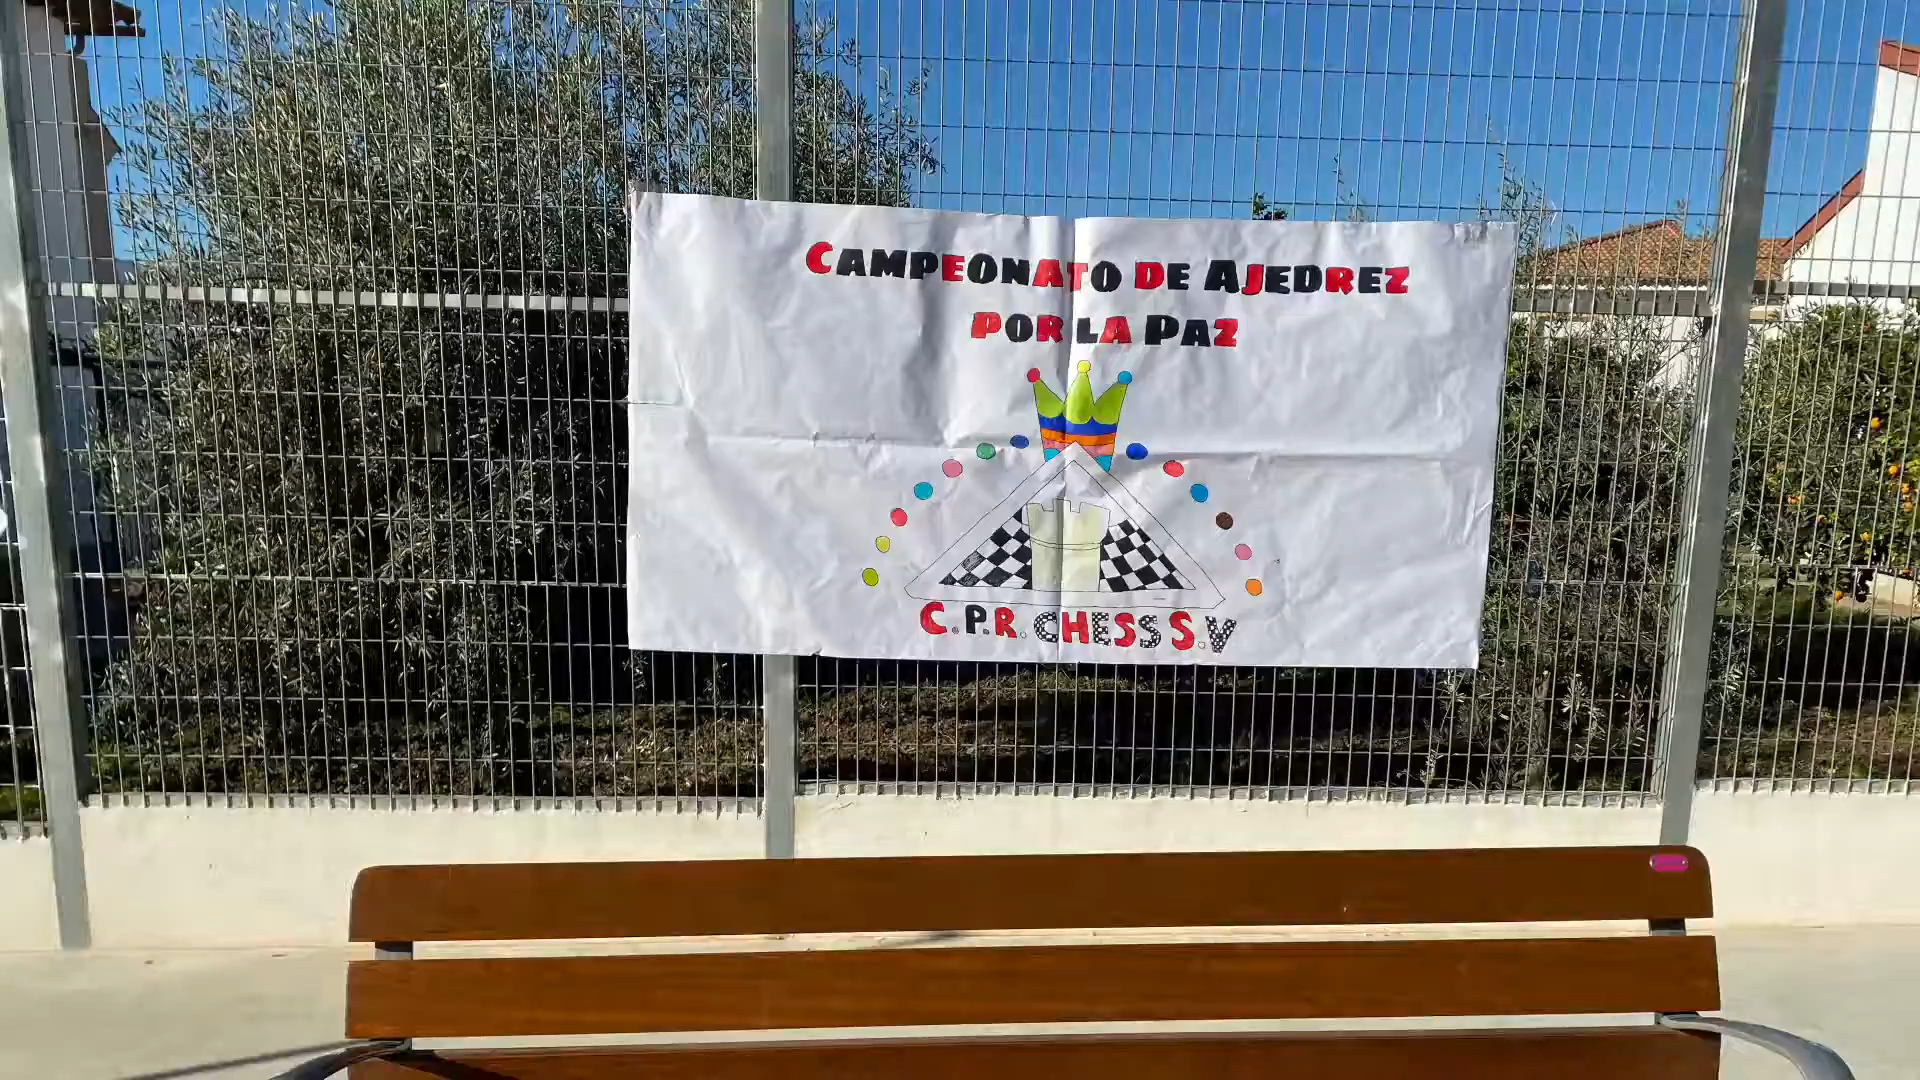 CAMPEONATO DE AJEDREZ
POR LA PAZ
C.P.R. CHESS S.V